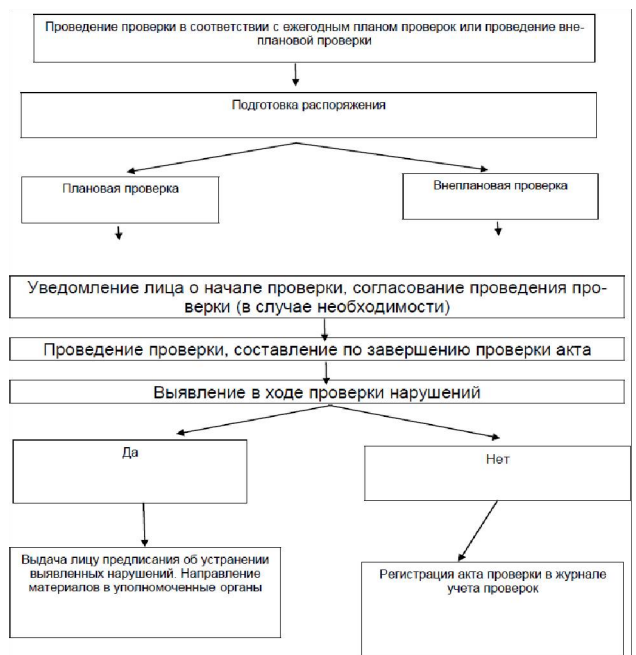 Проведение проверки в соответствии с ежегодным планом проверок или проведение вне-
плановой проверки
Подготовка распоряжения
Плановая проверка
Внеплановая проверка
Уведомление лица о начале проверки, согласование проведения про-
верки (в случае необходимости)
Проведение проверки, составление по завершению проверки акта
Выявление в ходе проверки нарушений
Да
Нет
Выдача лицу предписания об устранении
выявленных нарушений. Направление
материалов в уполномоченные органы
Регистрация акта проверки в журнале
учета проверок